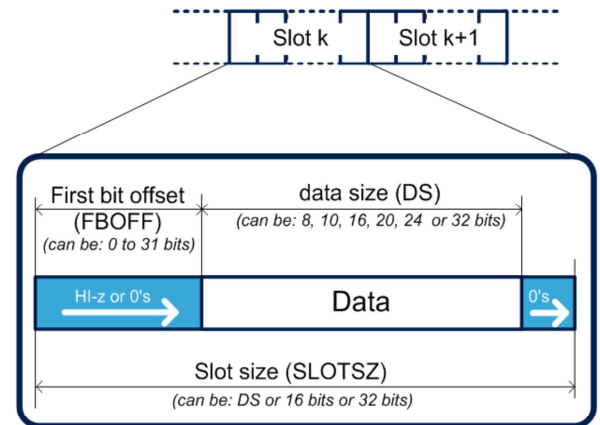 Slot k
Slot k+1
First bit offset
(FBOFF)
(can be: 0 to 31 bits)
data size (DS)
(can be: 8, 10, 16, 20, 24 or 32 bits)
HI-z or 0's
Data
0's
Slot size (SLOTSZ)
(can be: DS or 16 bits or 32 bits)